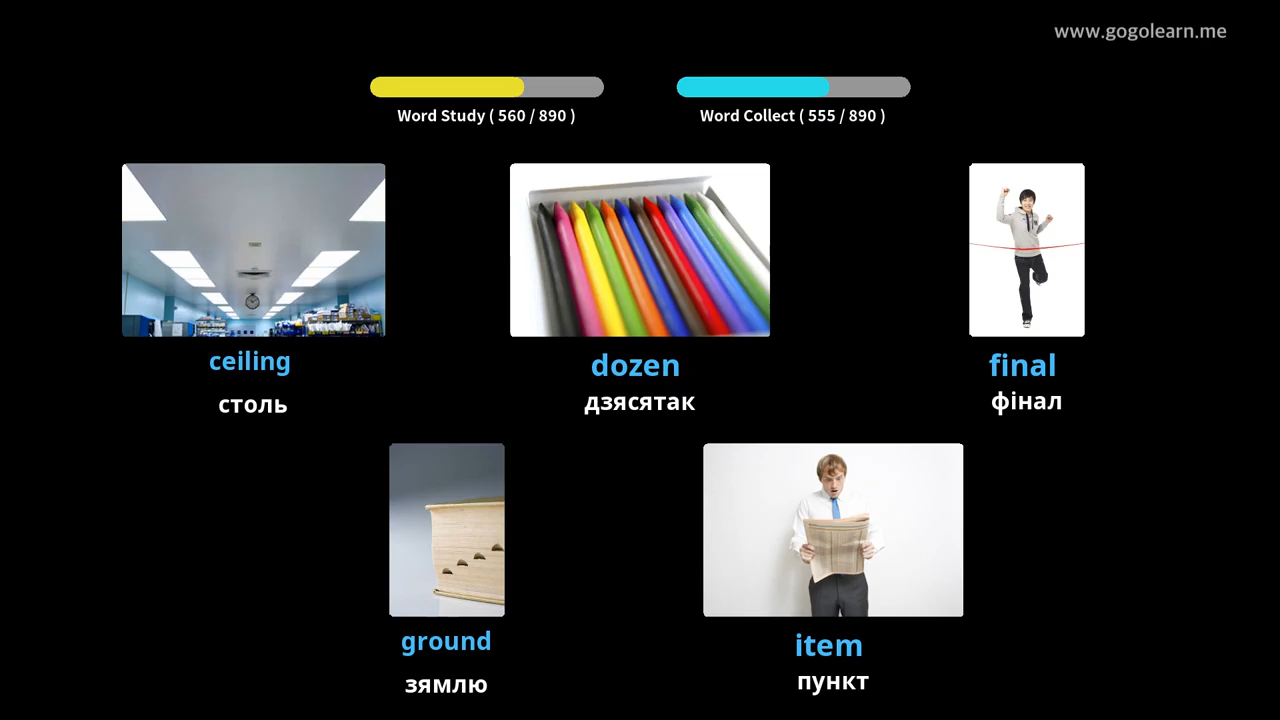 www.gogolearn.me
Word Study ( 560 / 890 )
Word Collect ( 555 / 890 )
ceiling
столь
dozen
дзясятак
final
фінал
ground
зямлю
item
пункт